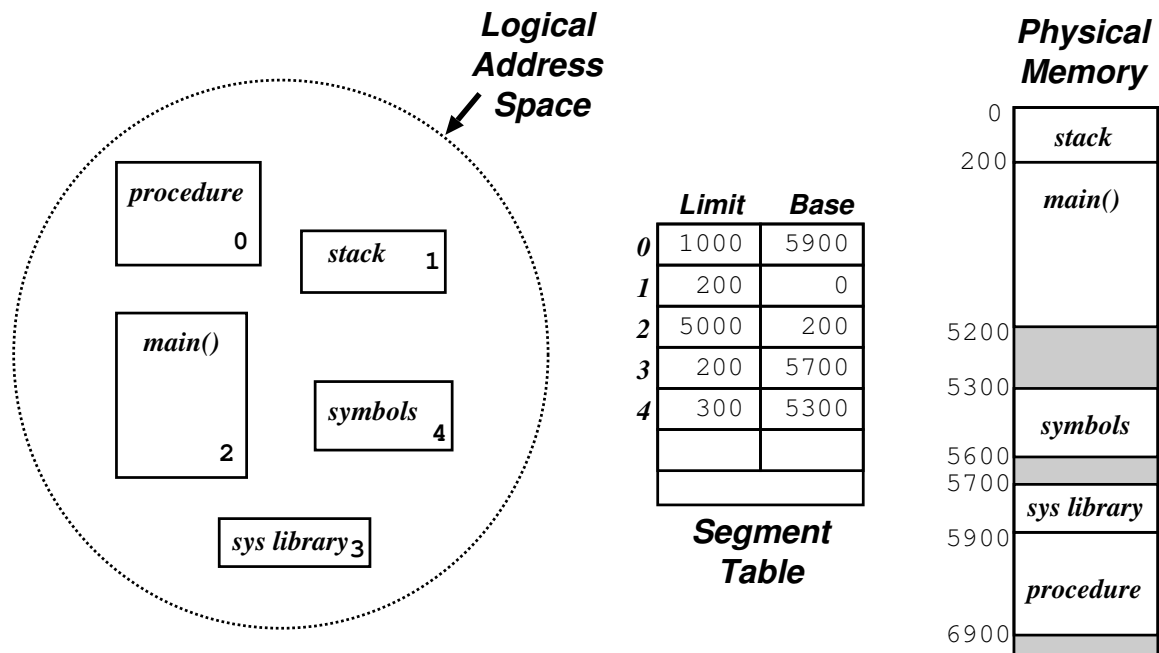 Logical
Address
Space
procedure
0
stack 1
main()
2
symbols 4
sys library 3
Limit Base
0 1000 5900
1 200 0
2 5000 200
3 200 5700
4 300 5300
Segment
Table
Physical
Memory
0
stack
200
main()
5200
5300
symbols
5600
5700
sys library
5900
procedure
6900